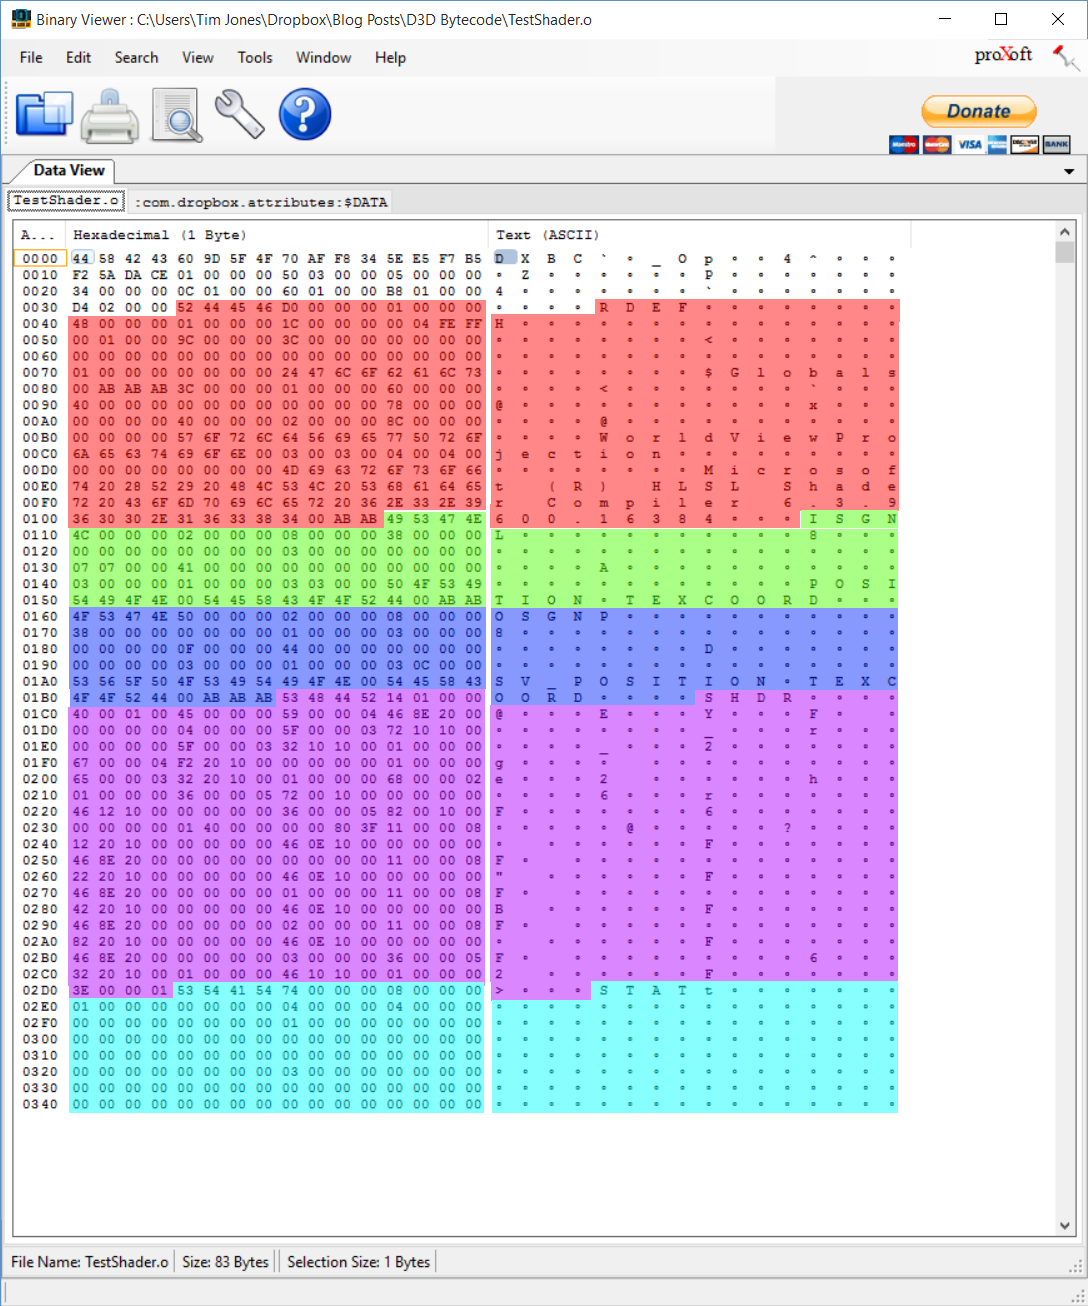 Binary Viewer : C:\Users\Tim Jones\Dropbox\Blog Posts\D3D Bytecode\TestShader.o
File Edit Search View Tools Window Help
proXoft
Donate
Maestro MasterCard VISA DISCOVER BANK
Data View
TestShader.o :com.dropbox.attributes:$DATA
A... Hexadecimal (1 Byte) Text (ASCII)
0000 44 58 42 43 60 9D 5F 4F 70 AF F8 34 5E E5 F7 B5 D X B C ` ∘ _ O p ∘ ∘ 4 ^ ∘ ∘ ∘
0010 F2 5A DA CE 01 00 00 00 50 03 00 00 05 00 00 00 ∘ Z ∘ ∘ ∘ ∘ ∘ ∘ P ∘ ∘ ∘ ∘ ∘ ∘ ∘
0020 34 00 00 00 0C 01 00 00 60 01 00 00 B8 01 00 00 4 ∘ ∘ ∘ ∘ ∘ ∘ ∘ ` ∘ ∘ ∘ ∘ ∘ ∘ ∘
0030 D4 02 00 00 52 44 45 46 D0 00 00 00 01 00 00 00 ∘ ∘ ∘ ∘ R D E F ∘ ∘ ∘ ∘ ∘ ∘ ∘ ∘
0040 48 00 00 00 01 00 00 00 1C 00 00 00 00 04 FE FF H ∘ ∘ ∘ ∘ ∘ ∘ ∘ ∘ ∘ ∘ ∘ ∘ ∘ ∘ ∘
0050 00 01 00 00 9C 00 00 00 3C 00 00 00 00 00 00 00 ∘ ∘ ∘ ∘ ∘ ∘ ∘ ∘ < ∘ ∘ ∘ ∘ ∘ ∘ ∘
0060 00 00 00 00 00 00 00 00 00 00 00 00 00 00 00 00 ∘ ∘ ∘ ∘ ∘ ∘ ∘ ∘ ∘ ∘ ∘ ∘ ∘ ∘ ∘ ∘
0070 01 00 00 00 00 00 00 00 24 47 6C 6F 62 61 6C 73 ∘ ∘ ∘ ∘ ∘ ∘ ∘ ∘ $ G l o b a l s
0080 00 AB AB AB 3C 00 00 00 01 00 00 00 60 00 00 00 ∘ ∘ ∘ ∘ < ∘ ∘ ∘ ∘ ∘ ∘ ∘ ` ∘ ∘ ∘
0090 40 00 00 00 00 00 00 00 00 00 00 00 78 00 00 00 @ ∘ ∘ ∘ ∘ ∘ ∘ ∘ ∘ ∘ ∘ ∘ x ∘ ∘ ∘
00A0 00 00 00 00 40 00 00 00 02 00 00 00 8C 00 00 00 ∘ ∘ ∘ ∘ @ ∘ ∘ ∘ ∘ ∘ ∘ ∘ ∘ ∘ ∘ ∘
00B0 00 00 00 00 57 6F 72 6C 64 56 69 65 77 50 72 6F ∘ ∘ ∘ ∘ W o r l d V i e w P r o
00C0 6A 65 63 74 69 6F 6E 00 03 00 03 00 04 00 04 00 j e c t i o n ∘ ∘ ∘ ∘ ∘ ∘ ∘ ∘ ∘
00D0 00 00 00 00 00 00 00 00 4D 69 63 72 6F 73 6F 66 ∘ ∘ ∘ ∘ ∘ ∘ ∘ ∘ M i c r o s o f
00E0 74 20 28 52 29 20 48 4C 53 4C 20 53 68 61 64 65 t ( R ) H L S L S h a d e
00F0 72 20 43 6F 6D 70 69 6C 65 72 20 36 2E 33 2E 39 r C o m p i l e r 6 . 3 . 9
0100 36 30 30 2E 31 36 33 38 34 00 AB AB 49 53 47 4E 6 0 0 . 1 6 3 8 4 ∘ ∘ ∘ I S G N
0110 4C 00 00 00 02 00 00 00 08 00 00 00 38 00 00 00 L ∘ ∘ ∘ ∘ ∘ ∘ ∘ ∘ ∘ ∘ ∘ 8 ∘ ∘ ∘
0120 00 00 00 00 00 00 00 00 03 00 00 00 00 00 00 00 ∘ ∘ ∘ ∘ ∘ ∘ ∘ ∘ ∘ ∘ ∘ ∘ ∘ ∘ ∘ ∘
0130 07 07 00 00 41 00 00 00 00 00 00 00 00 00 00 00 ∘ ∘ ∘ ∘ A ∘ ∘ ∘ ∘ ∘ ∘ ∘ ∘ ∘ ∘ ∘
0140 03 00 00 00 01 00 00 00 03 03 00 00 50 4F 53 49 ∘ ∘ ∘ ∘ ∘ ∘ ∘ ∘ ∘ ∘ ∘ ∘ P O S I
0150 54 49 4F 4E 00 54 45 58 43 4F 4F 52 44 00 AB AB T I O N ∘ T E X C O O R D ∘ ∘ ∘
0160 4F 53 47 4E 50 00 00 00 02 00 00 00 08 00 00 00 O S G N P ∘ ∘ ∘ ∘ ∘ ∘ ∘ ∘ ∘ ∘ ∘
0170 38 00 00 00 00 00 00 00 01 00 00 00 03 00 00 00 8 ∘ ∘ ∘ ∘ ∘ ∘ ∘ ∘ ∘ ∘ ∘ ∘ ∘ ∘ ∘
0180 00 00 00 00 0F 00 00 00 44 00 00 00 00 00 00 00 ∘ ∘ ∘ ∘ ∘ ∘ ∘ ∘ D ∘ ∘ ∘ ∘ ∘ ∘ ∘
0190 00 00 00 00 03 00 00 00 01 00 00 00 03 0C 00 00 ∘ ∘ ∘ ∘ ∘ ∘ ∘ ∘ ∘ ∘ ∘ ∘ ∘ ∘ ∘ ∘
01A0 53 56 5F 50 4F 53 49 54 49 4F 4E 00 54 45 58 43 S V _ P O S I T I O N ∘ T E X C
01B0 4F 4F 52 44 00 AB AB AB 53 48 44 52 14 01 00 00 O O R D ∘ ∘ ∘ ∘ S H D R ∘ ∘ ∘ ∘
01C0 40 00 01 00 45 00 00 00 59 00 00 04 46 8E 20 00 @ ∘ ∘ ∘ E ∘ ∘ ∘ Y ∘ ∘ ∘ F ∘ ∘
01D0 00 00 00 00 04 00 00 00 5F 00 00 03 72 10 10 00 ∘ ∘ ∘ ∘ ∘ ∘ ∘ ∘ _ ∘ ∘ ∘ r ∘ ∘ ∘
01E0 00 00 00 00 5F 00 00 03 32 10 10 00 01 00 00 00 ∘ ∘ ∘ ∘ _ ∘ ∘ ∘ 2 ∘ ∘ ∘ ∘ ∘ ∘ ∘
01F0 67 00 00 04 F2 20 10 00 00 00 00 00 01 00 00 00 g ∘ ∘ ∘ ∘ ∘ ∘ ∘ ∘ ∘ ∘ ∘ ∘ ∘ ∘
0200 65 00 00 03 32 20 10 00 01 00 00 00 68 00 00 02 e ∘ ∘ ∘ 2 ∘ ∘ ∘ ∘ ∘ ∘ h ∘ ∘ ∘
0210 01 00 00 00 36 00 00 05 72 00 10 00 00 00 00 00 ∘ ∘ ∘ ∘ 6 ∘ ∘ ∘ r ∘ ∘ ∘ ∘ ∘ ∘ ∘
0220 46 12 10 00 00 00 00 00 36 00 00 05 82 00 10 00 F ∘ ∘ ∘ ∘ ∘ ∘ ∘ 6 ∘ ∘ ∘ ∘ ∘ ∘ ∘
0230 00 00 00 00 01 40 00 00 00 00 80 3F 11 00 00 08 ∘ ∘ ∘ ∘ ∘ @ ∘ ∘ ∘ ∘ ∘ ? ∘ ∘ ∘ ∘
0240 12 20 10 00 00 00 00 00 46 0E 10 00 00 00 00 00 ∘ ∘ ∘ ∘ ∘ ∘ ∘ F ∘ ∘ ∘ ∘ ∘ ∘ ∘
0250 46 8E 20 00 00 00 00 00 00 00 00 00 11 00 00 08 F ∘ ∘ ∘ ∘ ∘ ∘ ∘ ∘ ∘ ∘ ∘ ∘ ∘ ∘
0260 22 20 10 00 00 00 00 00 46 0E 10 00 00 00 00 00 " ∘ ∘ ∘ ∘ ∘ ∘ F ∘ ∘ ∘ ∘ ∘ ∘ ∘
0270 46 8E 20 00 00 00 00 00 01 00 00 00 11 00 00 08 F ∘ ∘ ∘ ∘ ∘ ∘ ∘ ∘ ∘ ∘ ∘ ∘ ∘ ∘
0280 42 20 10 00 00 00 00 00 46 0E 10 00 00 00 00 00 B ∘ ∘ ∘ ∘ ∘ ∘ F ∘ ∘ ∘ ∘ ∘ ∘ ∘
0290 46 8E 20 00 00 00 00 00 02 00 00 00 11 00 00 08 F ∘ ∘ ∘ ∘ ∘ ∘ ∘ ∘ ∘ ∘ ∘ ∘ ∘ ∘
02A0 82 20 10 00 00 00 00 00 46 0E 10 00 00 00 00 00 ∘ ∘ ∘ ∘ ∘ ∘ ∘ F ∘ ∘ ∘ ∘ ∘ ∘ ∘
02B0 46 8E 20 00 00 00 00 00 03 00 00 00 36 00 00 05 F ∘ ∘ ∘ ∘ ∘ ∘ ∘ ∘ ∘ ∘ 6 ∘ ∘ ∘
02C0 32 20 10 00 01 00 00 00 46 10 10 00 01 00 00 00 2 ∘ ∘ ∘ ∘ ∘ ∘ F ∘ ∘ ∘ ∘ ∘ ∘ ∘
02D0 3E 00 00 01 53 54 41 54 74 00 00 00 08 00 00 00 > ∘ ∘ ∘ S T A T t ∘ ∘ ∘ ∘ ∘ ∘ ∘
02E0 01 00 00 00 00 00 00 00 04 00 00 00 04 00 00 00 ∘ ∘ ∘ ∘ ∘ ∘ ∘ ∘ ∘ ∘ ∘ ∘ ∘ ∘ ∘ ∘
02F0 00 00 00 00 00 00 00 00 01 00 00 00 00 00 00 00 ∘ ∘ ∘ ∘ ∘ ∘ ∘ ∘ ∘ ∘ ∘ ∘ ∘ ∘ ∘ ∘
0300 00 00 00 00 00 00 00 00 00 00 00 00 00 00 00 00 ∘ ∘ ∘ ∘ ∘ ∘ ∘ ∘ ∘ ∘ ∘ ∘ ∘ ∘ ∘ ∘
0310 00 00 00 00 00 00 00 00 00 00 00 00 00 00 00 00 ∘ ∘ ∘ ∘ ∘ ∘ ∘ ∘ ∘ ∘ ∘ ∘ ∘ ∘ ∘ ∘
0320 00 00 00 00 00 00 00 00 03 00 00 00 00 00 00 00 ∘ ∘ ∘ ∘ ∘ ∘ ∘ ∘ ∘ ∘ ∘ ∘ ∘ ∘ ∘ ∘
0330 00 00 00 00 00 00 00 00 00 00 00 00 00 00 00 00 ∘ ∘ ∘ ∘ ∘ ∘ ∘ ∘ ∘ ∘ ∘ ∘ ∘ ∘ ∘ ∘
0340 00 00 00 00 00 00 00 00 00 00 00 00 00 00 00 00 ∘ ∘ ∘ ∘ ∘ ∘ ∘ ∘ ∘ ∘ ∘ ∘ ∘ ∘ ∘ ∘
File Name: TestShader.o Size: 83 Bytes Selection Size: 1 Bytes